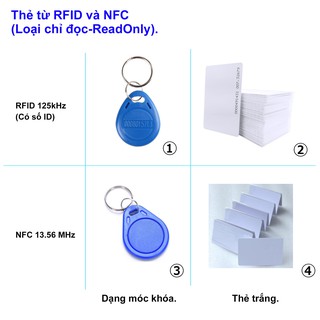 Thẻ từ RFID và NFC
(Loại chỉ đọc-ReadOnly).
RFID 125kHz
(Có số ID)
①
②
NFC 13.56 MHz
③
④
Dạng móc khóa.
Thẻ trắng.